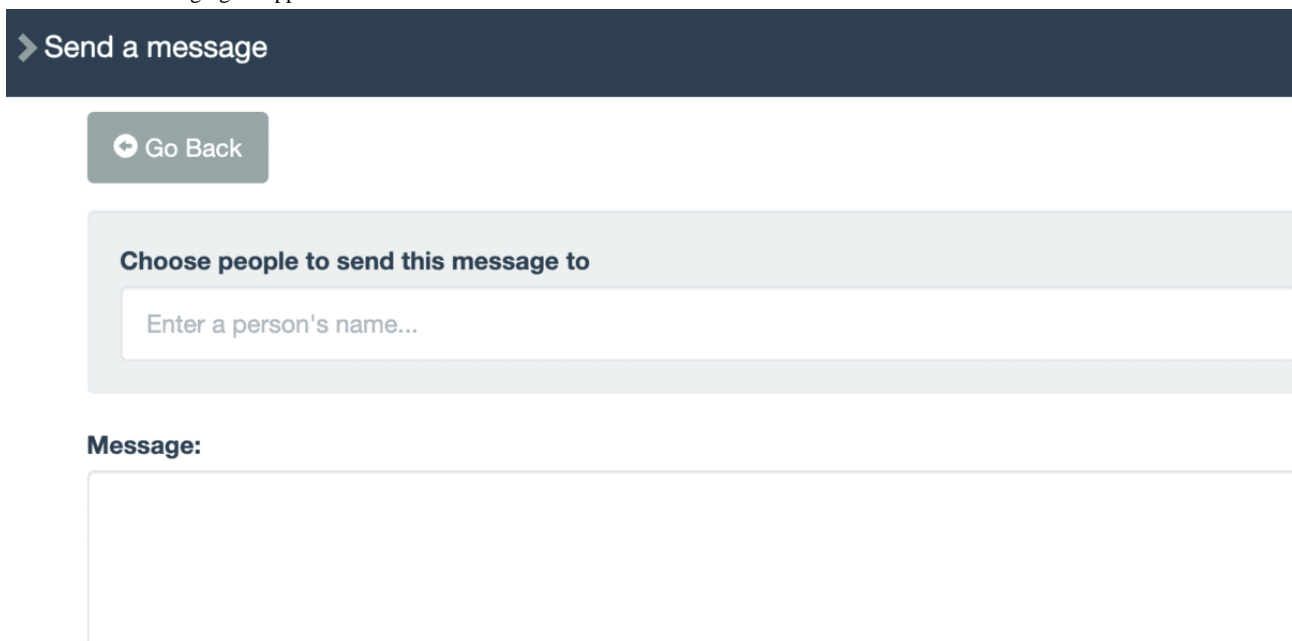 Send a message
Go Back
Choose people to send this message to
Enter a person's name...
Message: